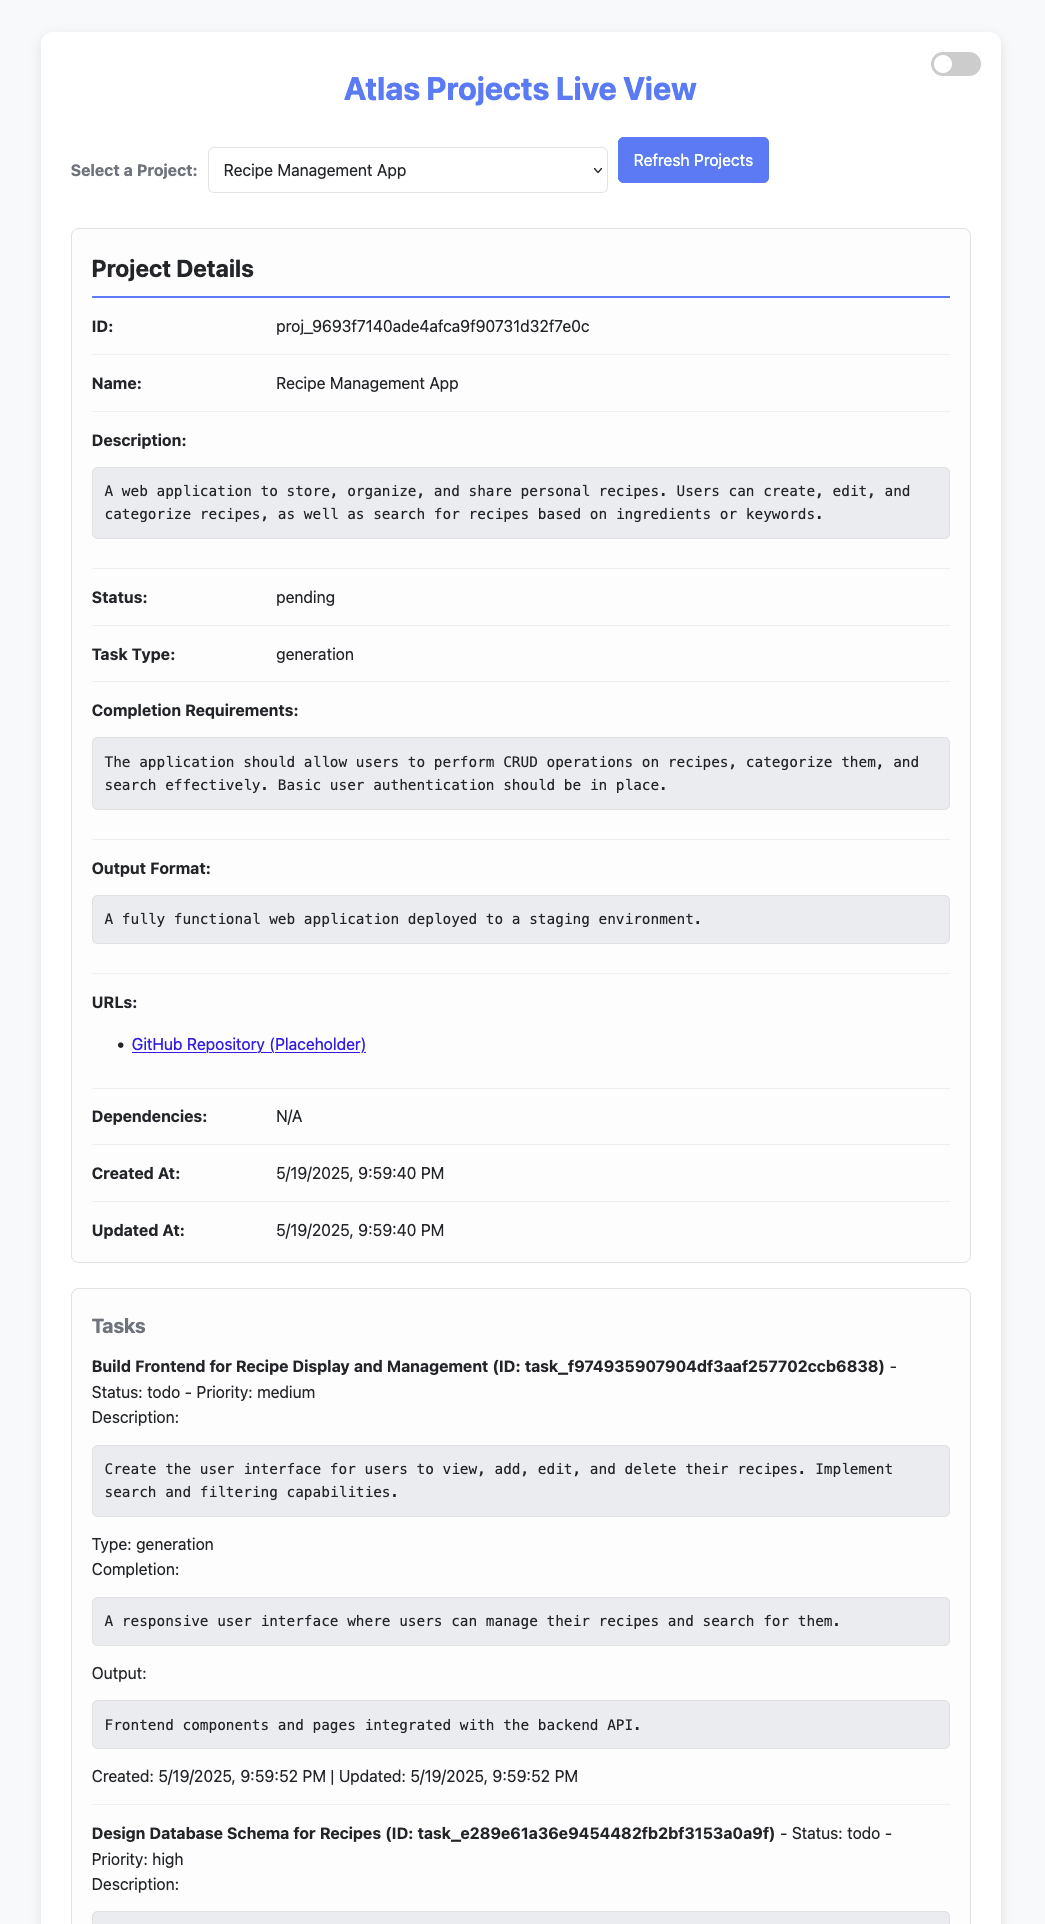 Atlas Projects Live View
Select a Project:
Recipe Management App
Refresh Projects
Project Details
ID: proj_9693f7140ade4afca9f90731d32f7e0c
Name: Recipe Management App
Description:
A web application to store, organize, and share personal recipes. Users can create, edit, and
categorize recipes, as well as search for recipes based on ingredients or keywords.
Status: pending
Task Type: generation
Completion Requirements:
The application should allow users to perform CRUD operations on recipes, categorize them, and
search effectively. Basic user authentication should be in place.
Output Format:
A fully functional web application deployed to a staging environment.
URLs:
• GitHub Repository (Placeholder)
Dependencies: N/A
Created At: 5/19/2025, 9:59:40 PM
Updated At: 5/19/2025, 9:59:40 PM
Tasks
Build Frontend for Recipe Display and Management (ID: task_f974935907904df3aaf257702ccb6838) -
Status: todo - Priority: medium
Description:
Create the user interface for users to view, add, edit, and delete their recipes. Implement
search and filtering capabilities.
Type: generation
Completion:
A responsive user interface where users can manage their recipes and search for them.
Output:
Frontend components and pages integrated with the backend API.
Created: 5/19/2025, 9:59:52 PM | Updated: 5/19/2025, 9:59:52 PM
Design Database Schema for Recipes (ID: task_e289e61a36e9454482fb2bf3153a0a9f) - Status: todo -
Priority: high
Description: